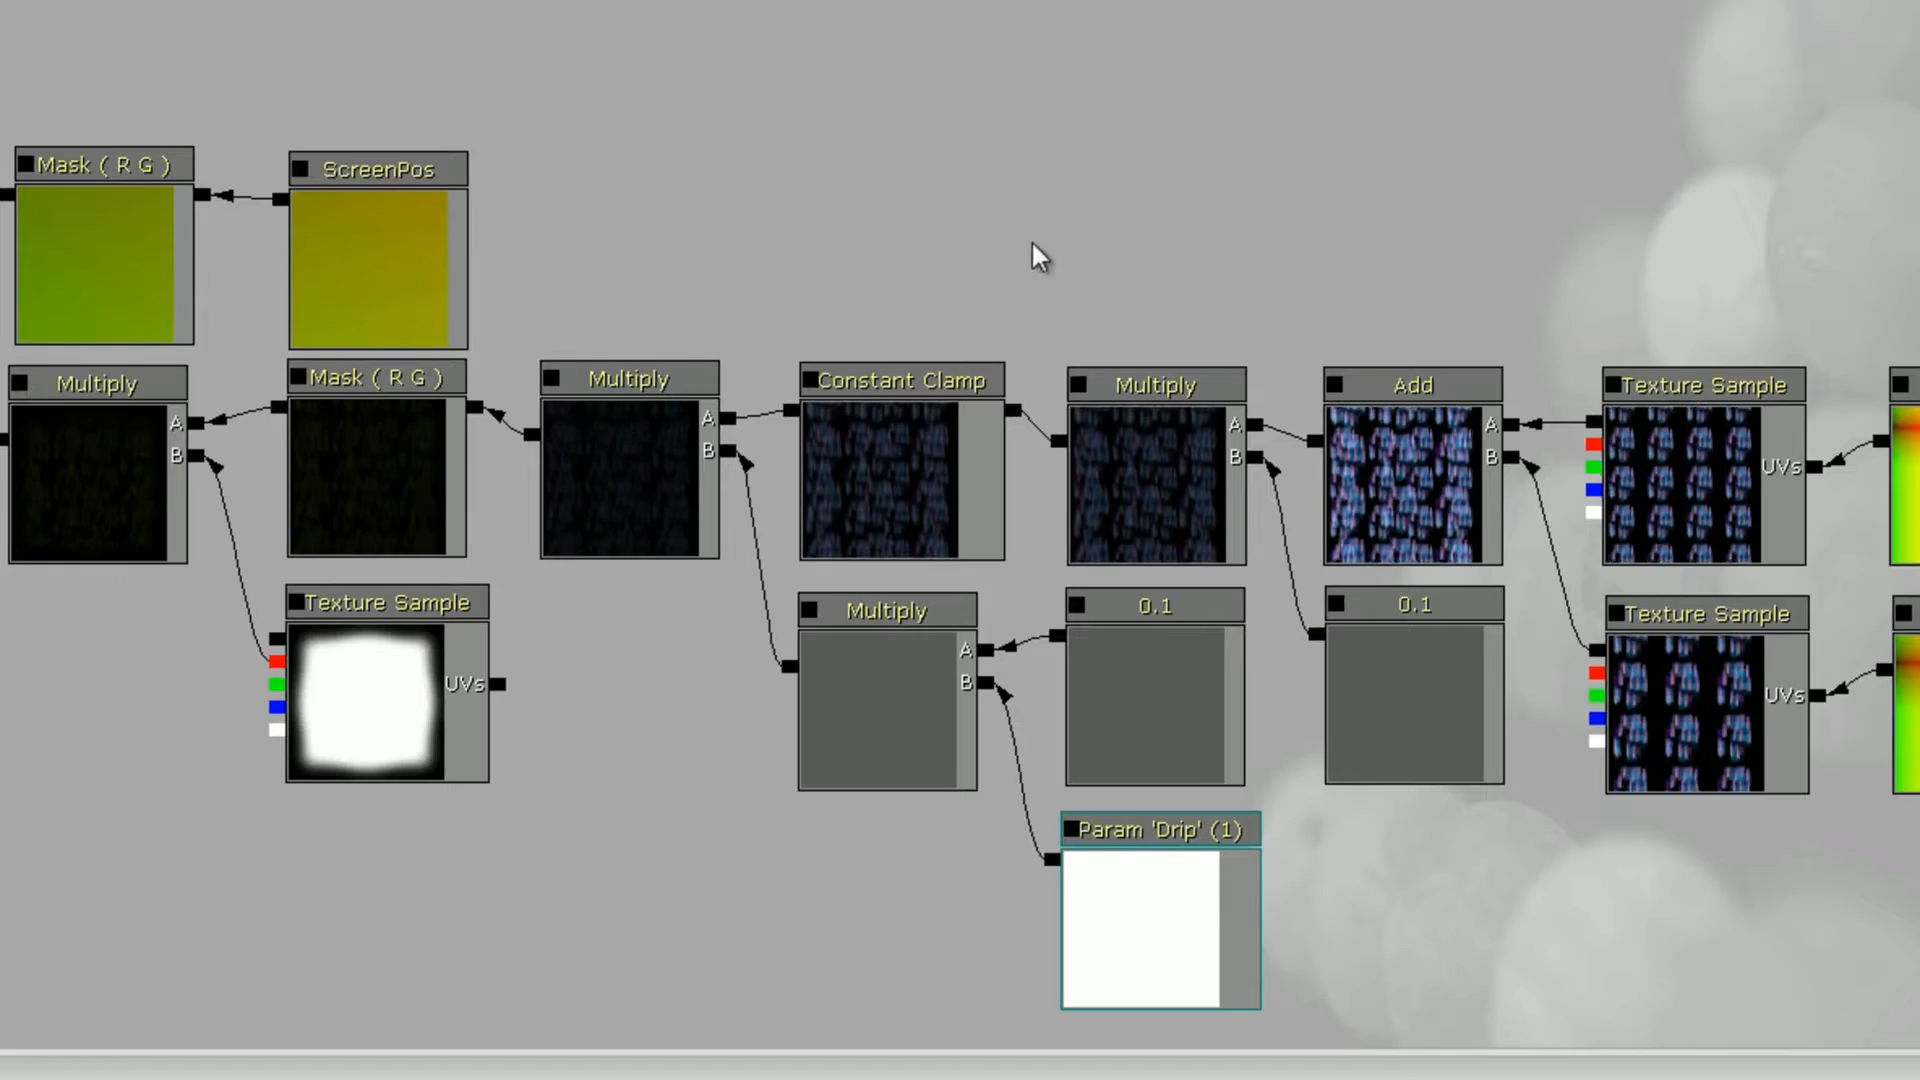 Mask ( R G )
ScreenPos
Multiply
A
B
Mask ( R G )
Multiply
A
B
Constant Clamp
Multiply
A
B
Add
A
B
Texture Sample
UVs
Texture Sample
UVs
Multiply
A
B
0.1
0.1
Texture Sample
UVs
Param 'Drip' (1)